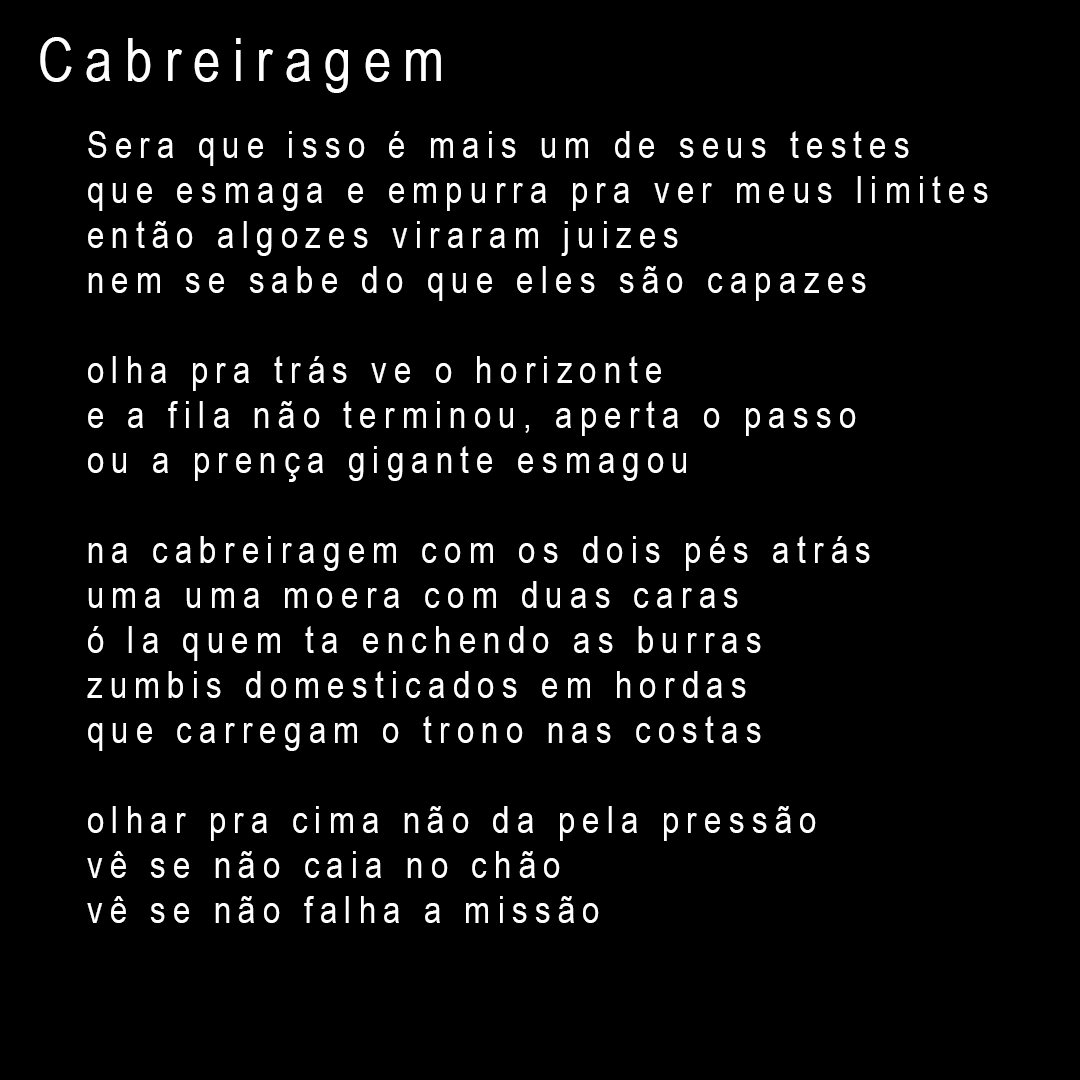 Cabreiragem
Sera que isso é mais um de seus testes
que esmaga e empurra pra ver meus limites
então algozes viraram juizes
nem se sabe do que eles são capazes
olha pra trás ve o horizonte
e a fila não terminou, aperta o passo
ou a prença gigante esmagou
na cabreiragem com os dois pés atrás
uma uma moera com duas caras
ó la quem ta enchendo as burras
zumbis domesticados em hordas
que carregam o trono nas costas
olhar pra cima não da pela pressão
vê se não caia no chão
vê se não falha a missão